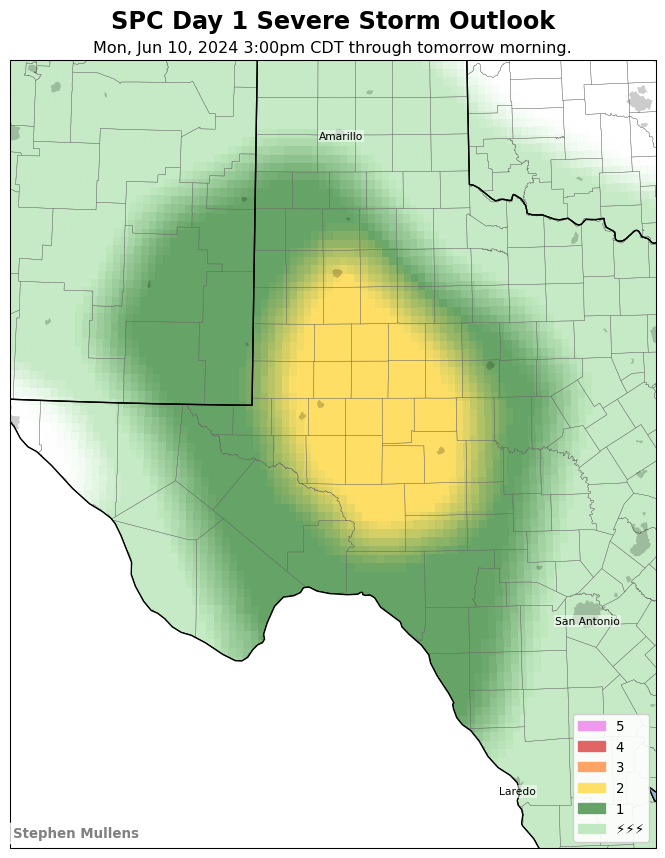 SPC Day 1 Severe Storm Outlook
Mon, Jun 10, 2024 3:00pm CDT through tomorrow morning.
Amarillo
San Antonio
Laredo
5
4
3
2
1
⚡⚡⚡
Stephen Mullens